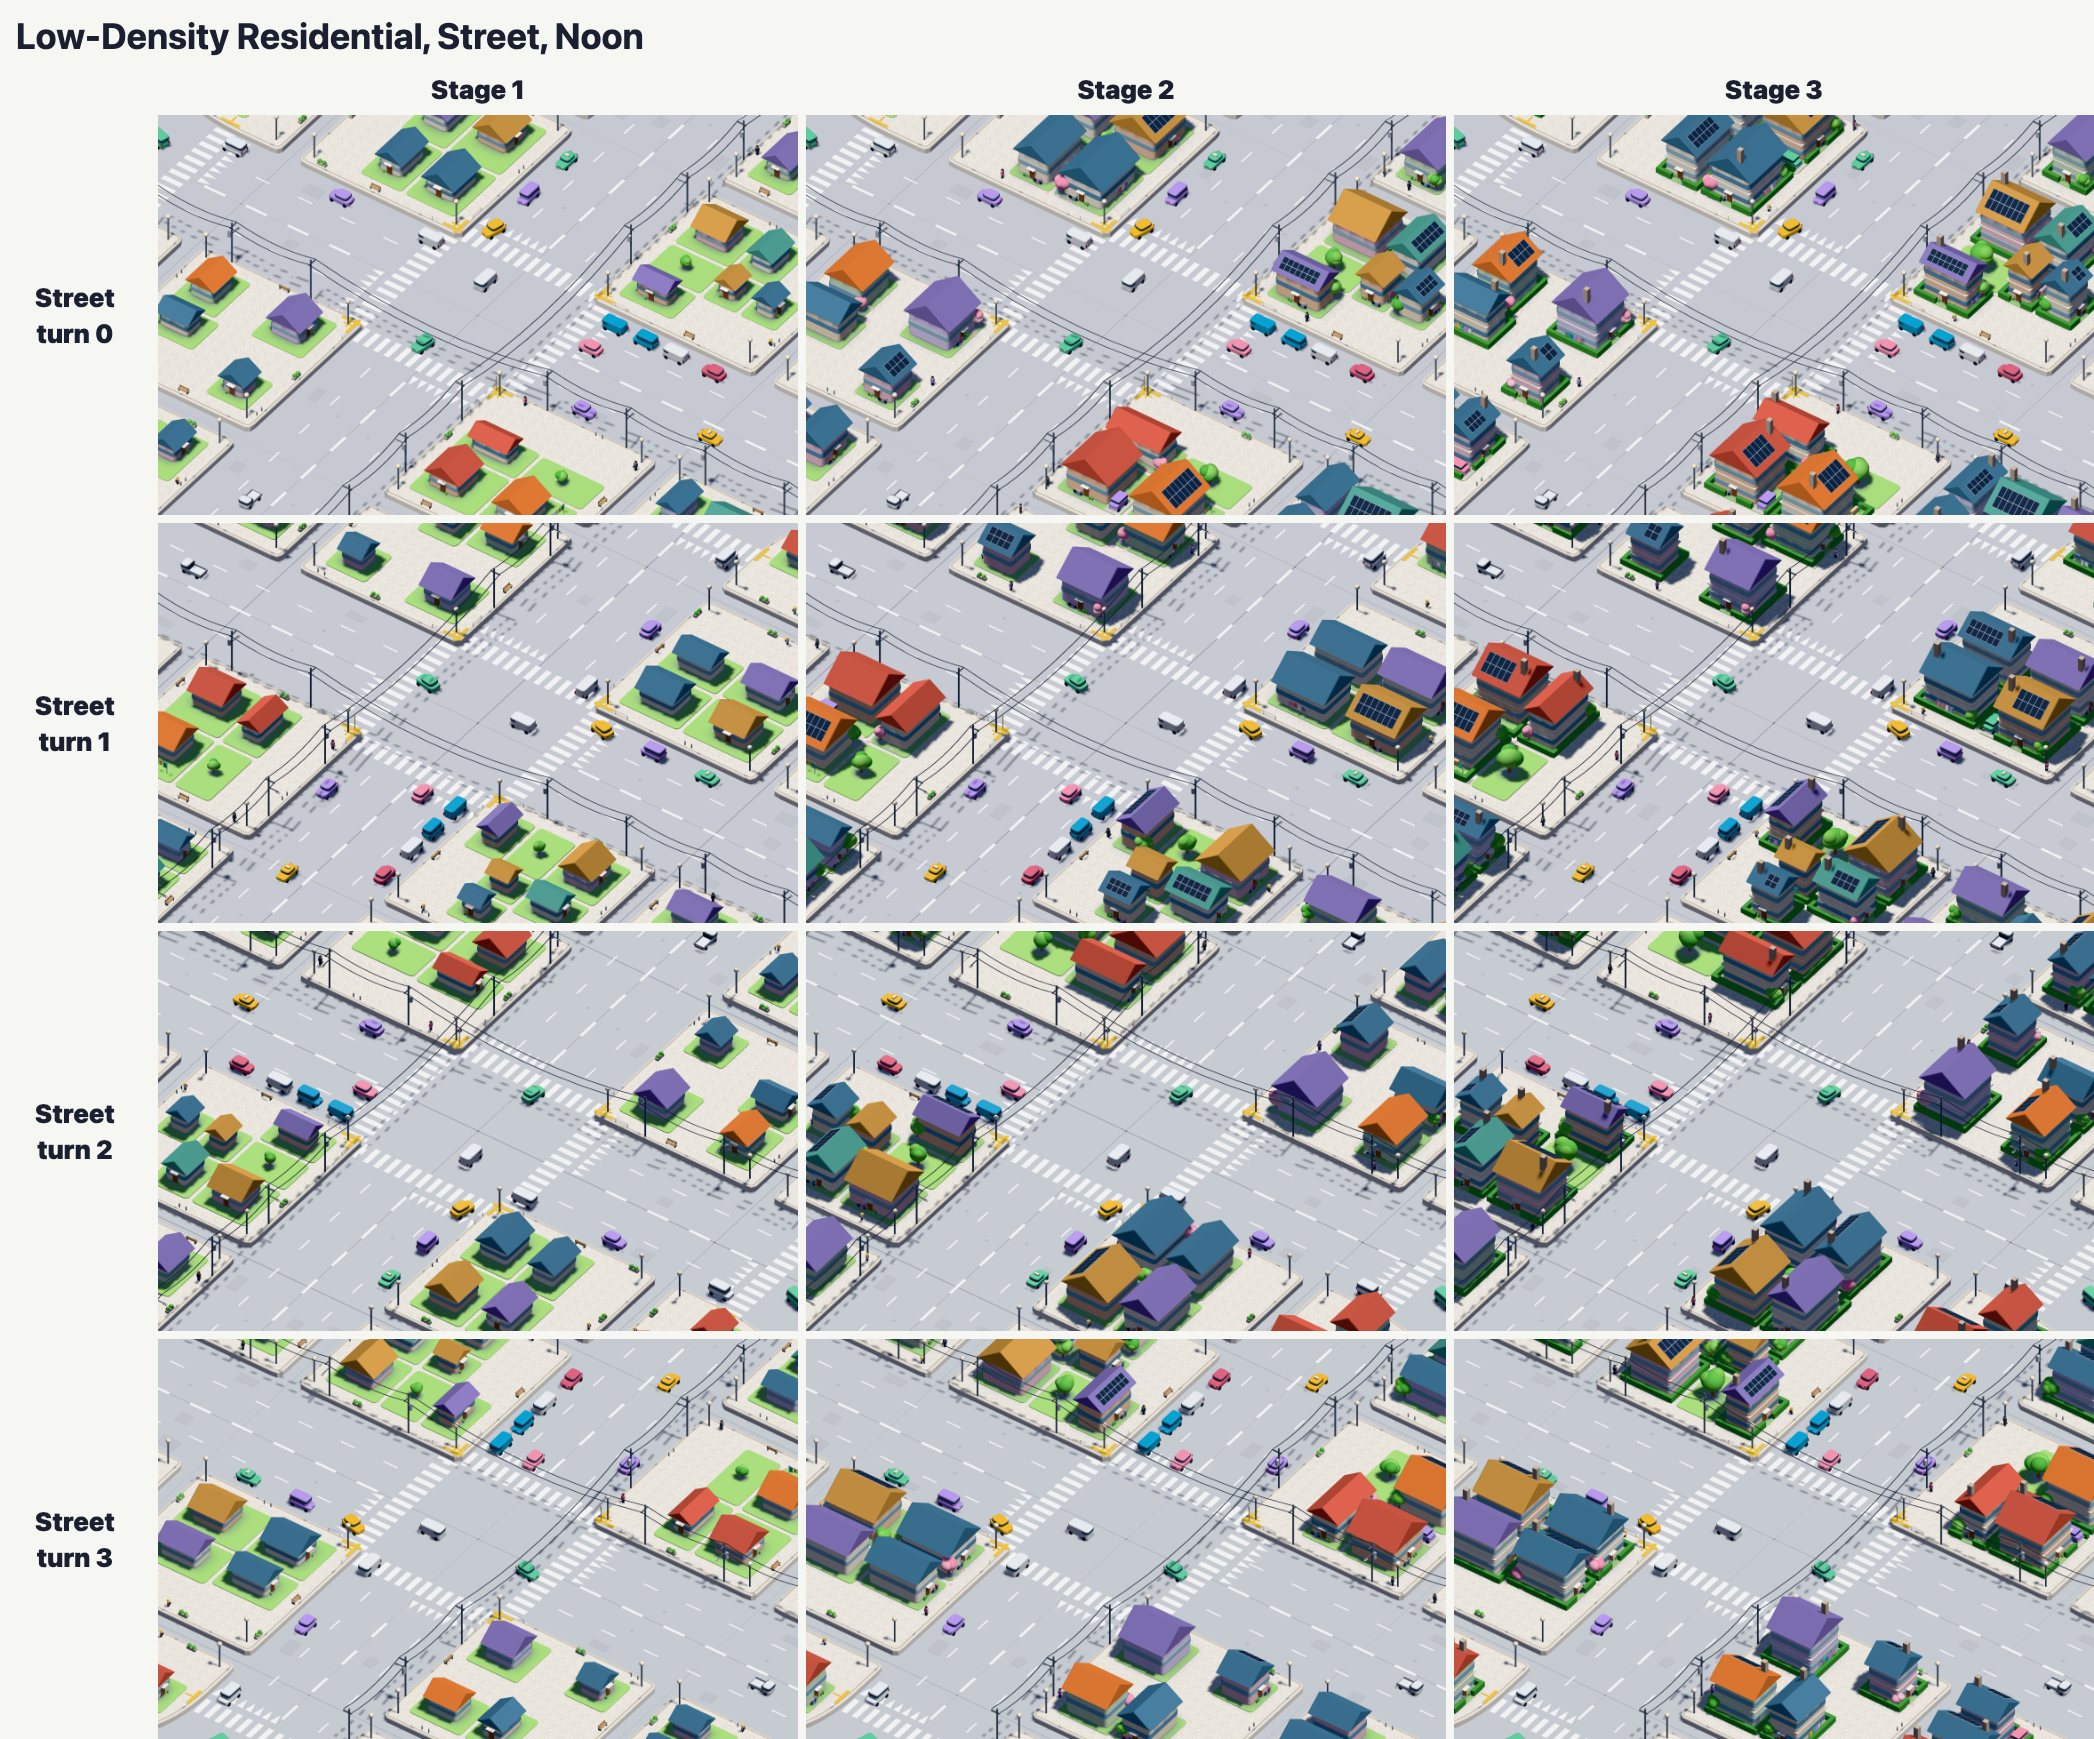 Low-Density Residential, Street, Noon
Stage 1
Stage 2
Stage 3
Street
turn 0
Street
turn 1
Street
turn 2
Street
turn 3